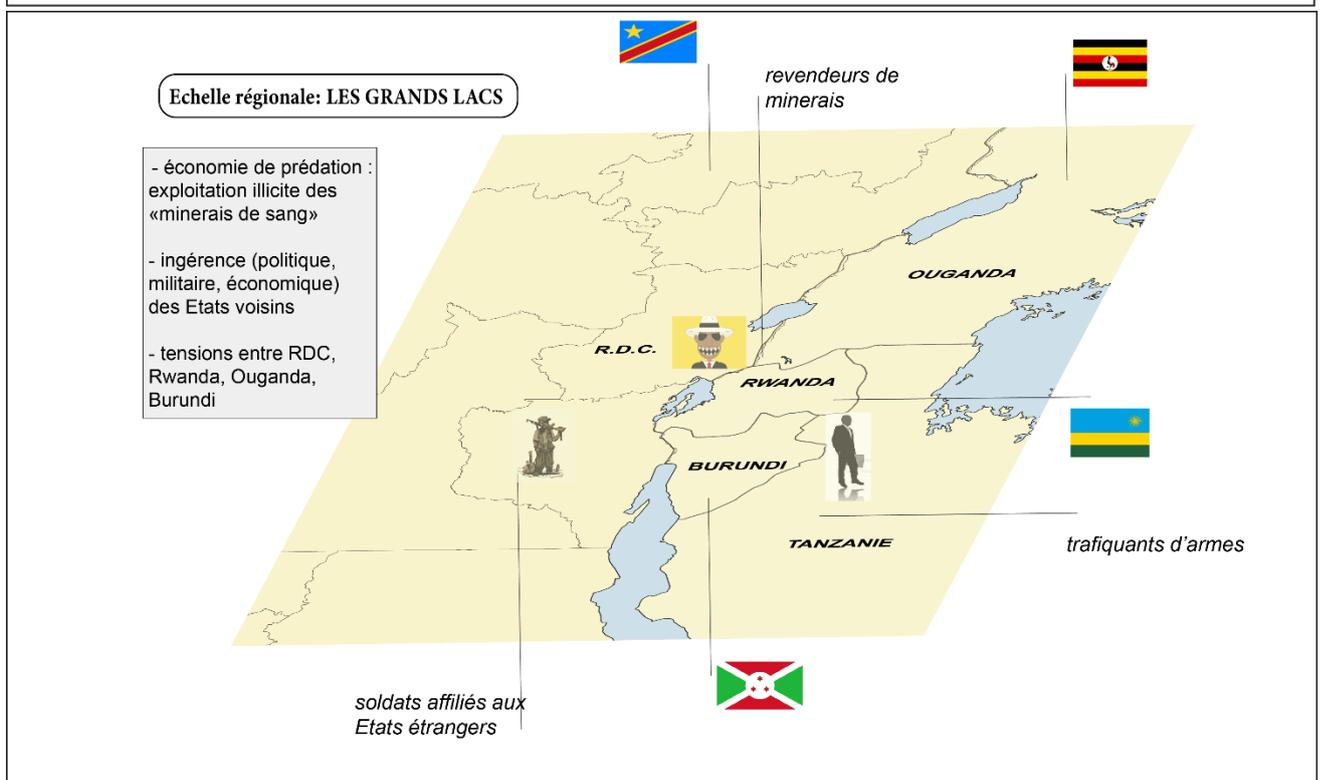 Echelle régionale: LES GRANDS LACS
- économie de prédation :
exploitation illicite des
«minerais de sang»
- ingérence (politique,
militaire, économique)
des Etats voisins
- tensions entre RDC,
Rwanda, Ouganda,
Burundi
revendeurs de
minerais
OUGANDA
R.D.C.
RWANDA
BURUNDI
TANZANIE
trafiquants d'armes
soldats affiliés aux
Etats étrangers